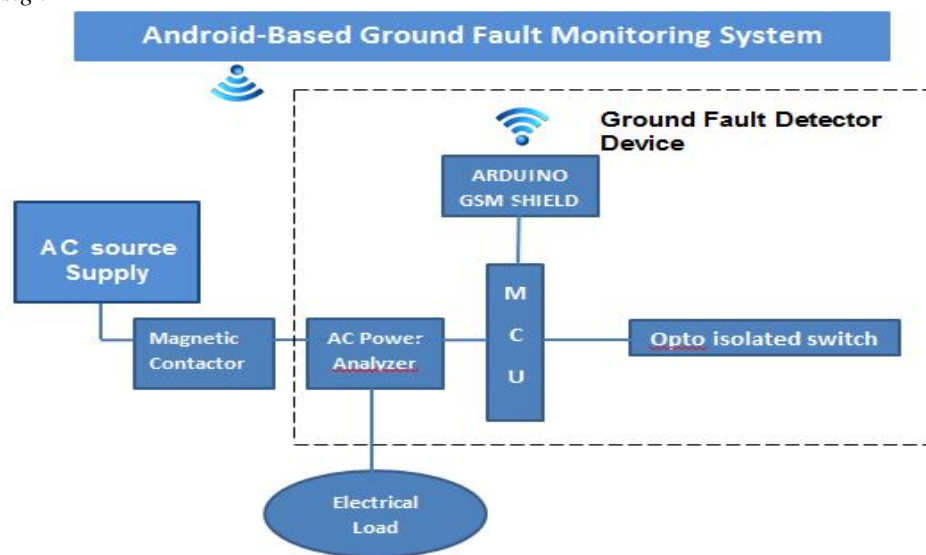 Android-Based Ground Fault Monitoring System
Ground Fault Detector
Device
ARDUINO
GSM SHIELD
AC source
Supply
M
C
U
Magnetic
Contactor
AC Power
Analyzer
Opto isolated switch
Electrical
Load